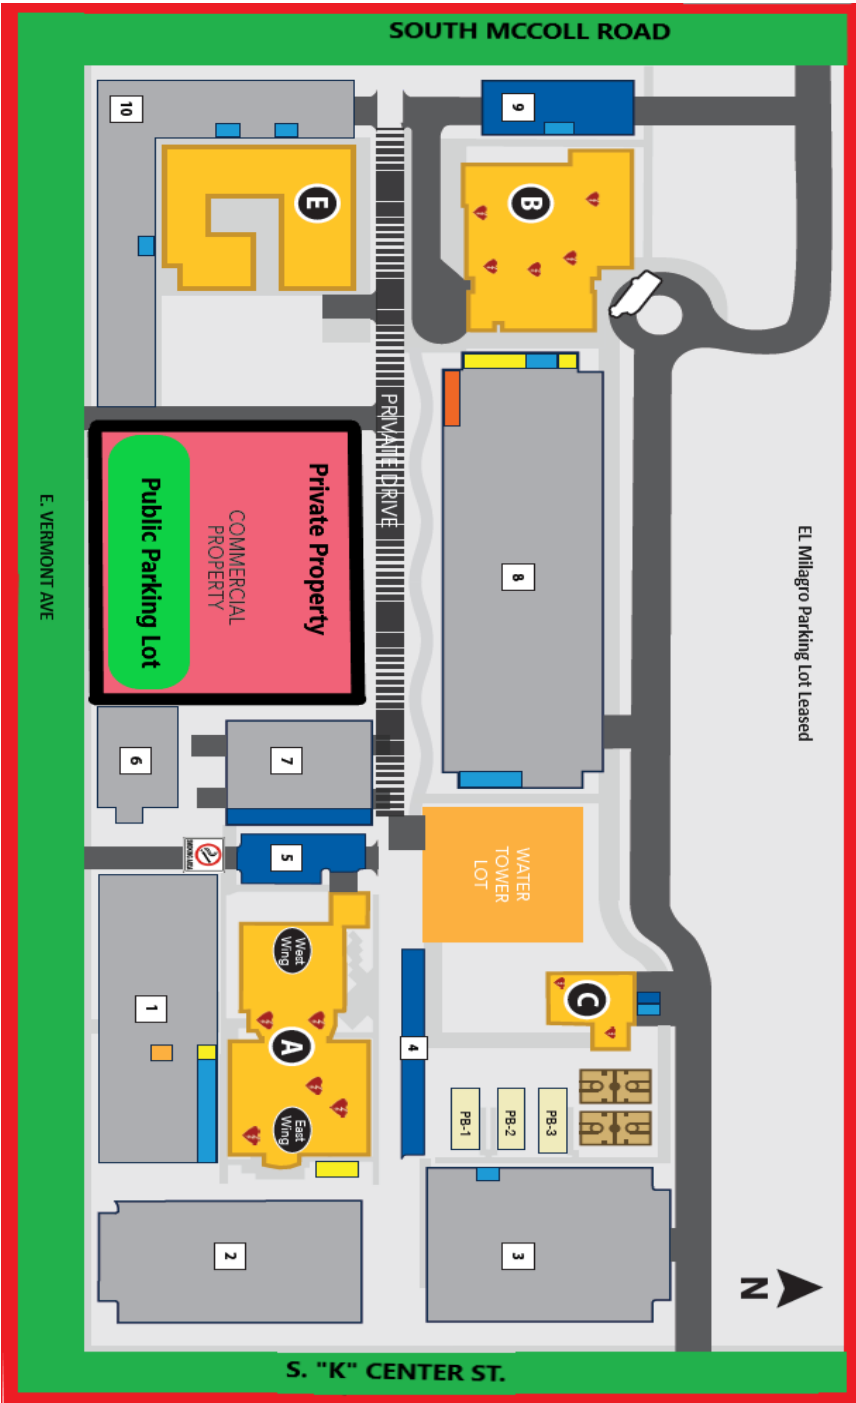 SOUTH MCCOLL ROAD
10
9
E
B
PRIVATE DRIVE
E. VERMONT AVE
Private Property
COMMERCIAL
PROPERTY
Public Parking Lot
8
EL Milagro Parking Lot Leased
6
7
5
WATER
TOWER
LOT
West
Wing
C
1
A
4
East
Wing
PB-1
PB-2
PB-3
2
3
N
S. "K" CENTER ST.